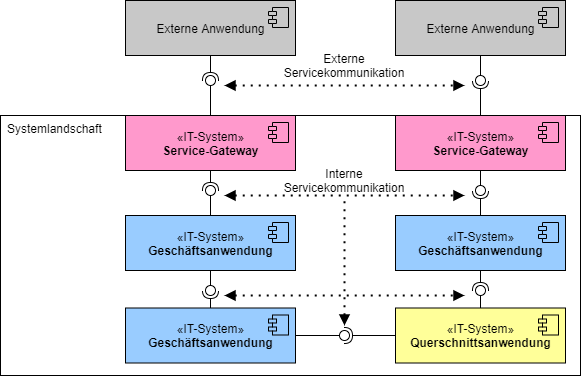 Externe Anwendung
Externe Anwendung
Externe
Servicekommunikation
Systemlandschaft
«IT-System»
Service-Gateway
«IT-System»
Service-Gateway
Interne
Servicekommunikation
«IT-System»
Geschäftsanwendung
«IT-System»
Geschäftsanwendung
«IT-System»
Geschäftsanwendung
«IT-System»
Querschnittsanwendung